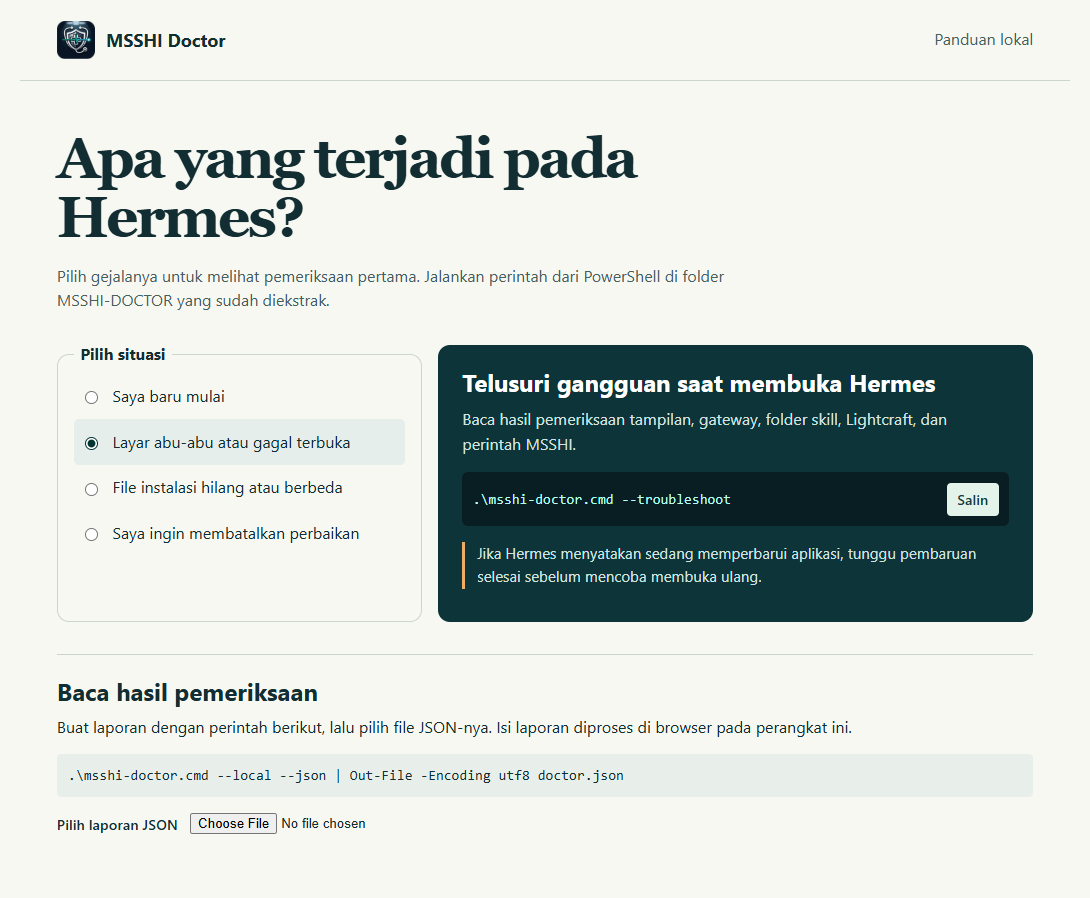 MSSHI Doctor
Panduan lokal
Apa yang terjadi pada
Hermes?
Pilih gejalanya untuk melihat pemeriksaan pertama. Jalankan perintah dari PowerShell di folder
MSSHI-DOCTOR yang sudah diekstrak.
Pilih situasi
Saya baru mulai
Layar abu-abu atau gagal terbuka
File instalasi hilang atau berbeda
Saya ingin membatalkan perbaikan
Telusuri gangguan saat membuka Hermes
Baca hasil pemeriksaan tampilan, gateway, folder skill, Lightcraft, dan
perintah MSSHI.
.\msshi-doctor.cmd --troubleshoot
Salin
Jika Hermes menyatakan sedang memperbarui aplikasi, tunggu pembaruan
selesai sebelum mencoba membuka ulang.
Baca hasil pemeriksaan
Buat laporan dengan perintah berikut, lalu pilih file JSON-nya. Isi laporan diproses di browser pada perangkat ini.
.\msshi-doctor.cmd --local --json | Out-File -Encoding utf8 doctor.json
Pilih laporan JSON
Choose File
No file chosen